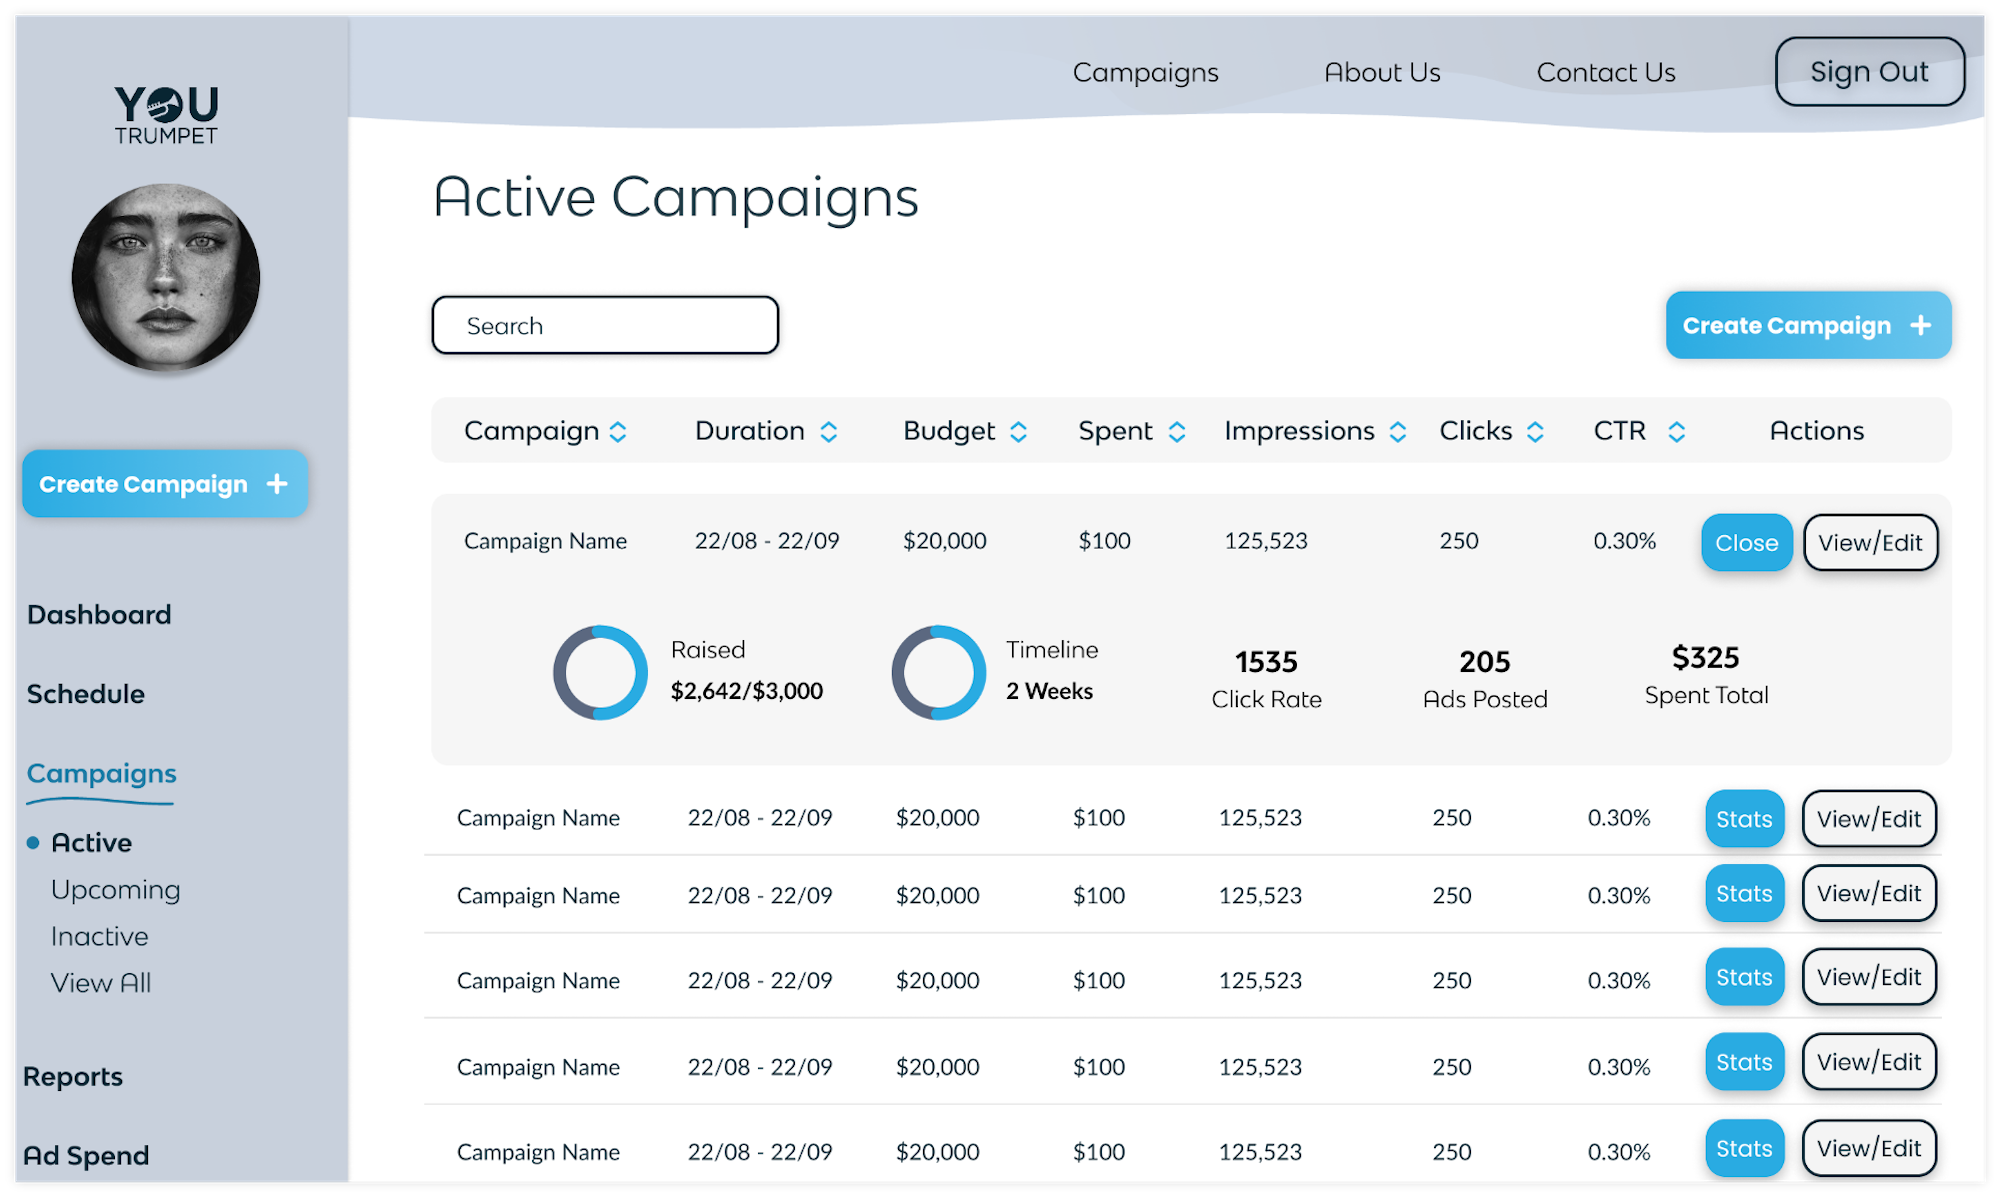 YOU
TRUMPET
Campaigns
About Us
Contact Us
Sign Out
Active Campaigns
Search
Create Campaign +
Create Campaign +
Dashboard
Schedule
Campaigns
Active
Upcoming
Inactive
View All
Reports
Ad Spend
Campaign Duration Budget Spent Impressions Clicks CTR Actions
Campaign Name 22/08 - 22/09 $20,000 $100 125,523 250 0.30% Close View/Edit
Raised
$2,642/$3,000
Timeline
2 Weeks
1535
Click Rate
205
Ads Posted
$325
Spent Total
Campaign Name 22/08 - 22/09 $20,000 $100 125,523 250 0.30% Stats View/Edit
Campaign Name 22/08 - 22/09 $20,000 $100 125,523 250 0.30% Stats View/Edit
Campaign Name 22/08 - 22/09 $20,000 $100 125,523 250 0.30% Stats View/Edit
Campaign Name 22/08 - 22/09 $20,000 $100 125,523 250 0.30% Stats View/Edit
Campaign Name 22/08 - 22/09 $20,000 $100 125,523 250 0.30% Stats View/Edit